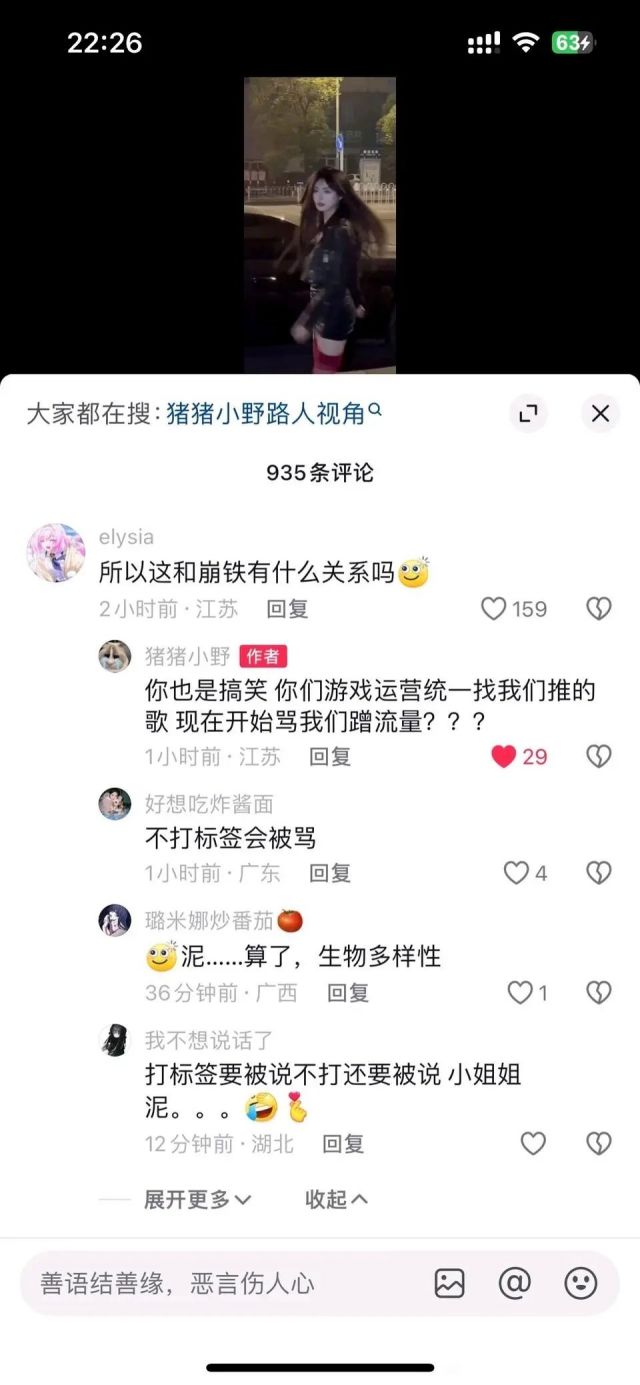 22:26
63
大家都在搜:猪猪小野路人视角
935条评论
elysia
所以这和崩铁有什么关系吗
2小时前·江苏 回复 159
猪猪小野 作者
你也是搞笑 你们游戏运营统一找我们推的
歌 现在开始骂我们蹭流量？？？
1小时前·江苏 回复 29
好想吃炸酱面
不打标签会被骂
1小时前·广东 回复 4
璐米娜炒番茄🍅
泥……算了，生物多样性
36分钟前·广西 回复 1
我不想说话了
打标签要被说不打还要被说 小姐姐
泥。。。
12分钟前·湖北 回复
展开更多 收起
善语结善缘，恶言伤人心